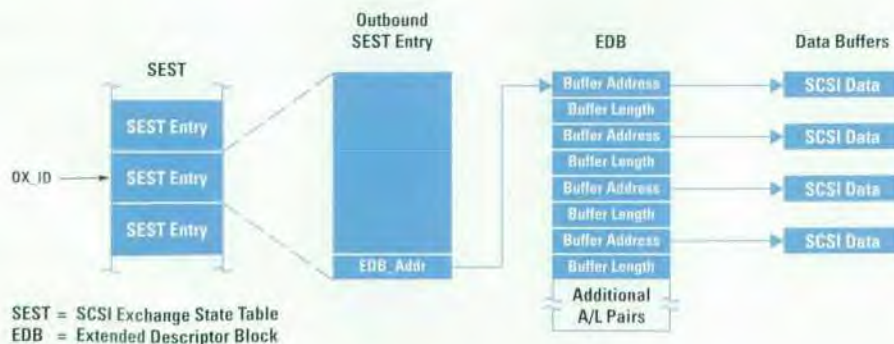 Outbound
SEST Entry
SEST
EDB
Data Buffers
SEST Entry
SEST Entry
SEST Entry
OX_ID
EDB_Addr
Buffer Address
Buffer Length
Buffer Address
Buffer Length
Buffer Address
Buffer Length
Buffer Address
Buffer Length
Additional
A/L Pairs
SCSI Data
SCSI Data
SCSI Data
SCSI Data
SEST = SCSI Exchange State Table
EDB = Extended Descriptor Block